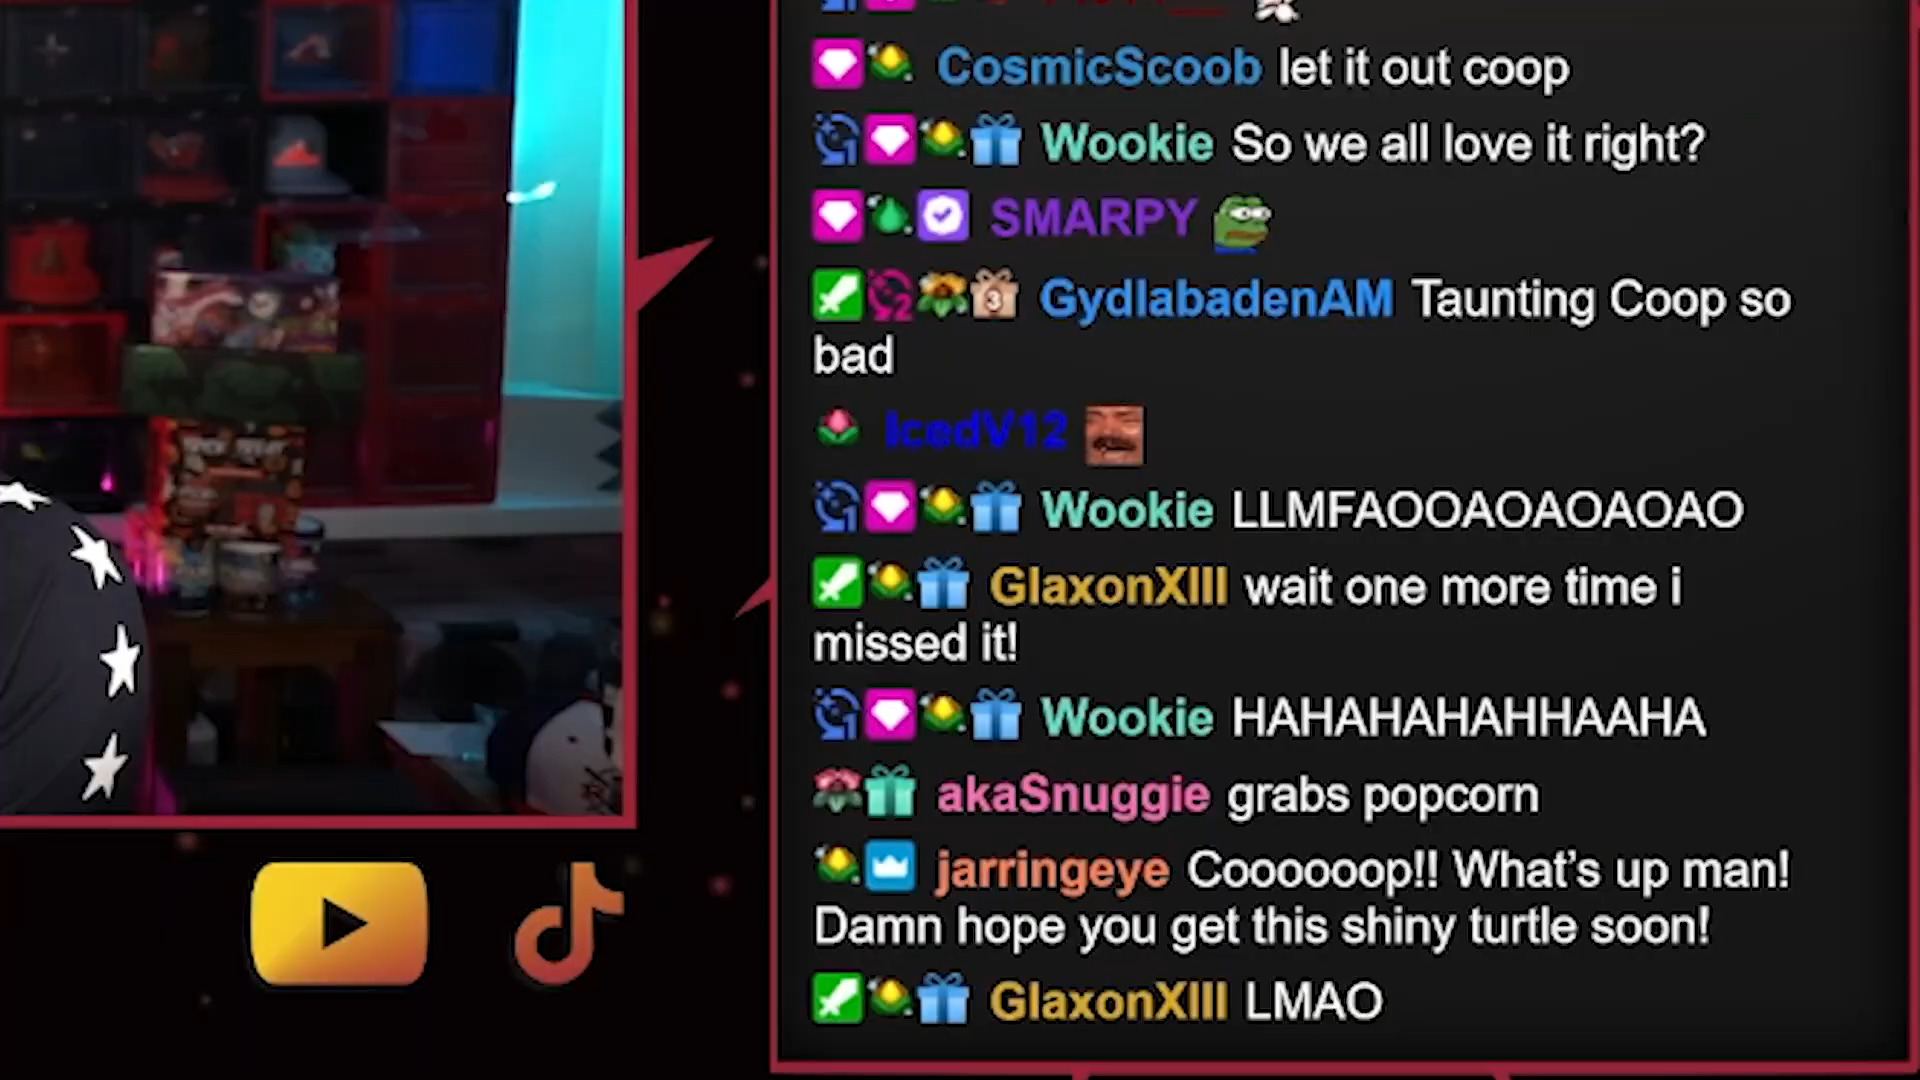 CosmicScoob let it out coop
Wookie So we all love it right?
SMARPY
3
2
GydlabadenAM Taunting Coop so
bad
IcedV12
Wookie LLMFAOOAOAOAOAO
GlaxonXIII wait one more time i
missed it!
Wookie HAHAHAHAHHAAHA
akaSnuggie grabs popcorn
jarringeye Coooooop!! What’s up man!
Damn hope you get this shiny turtle soon!
GlaxonXIII LMAO